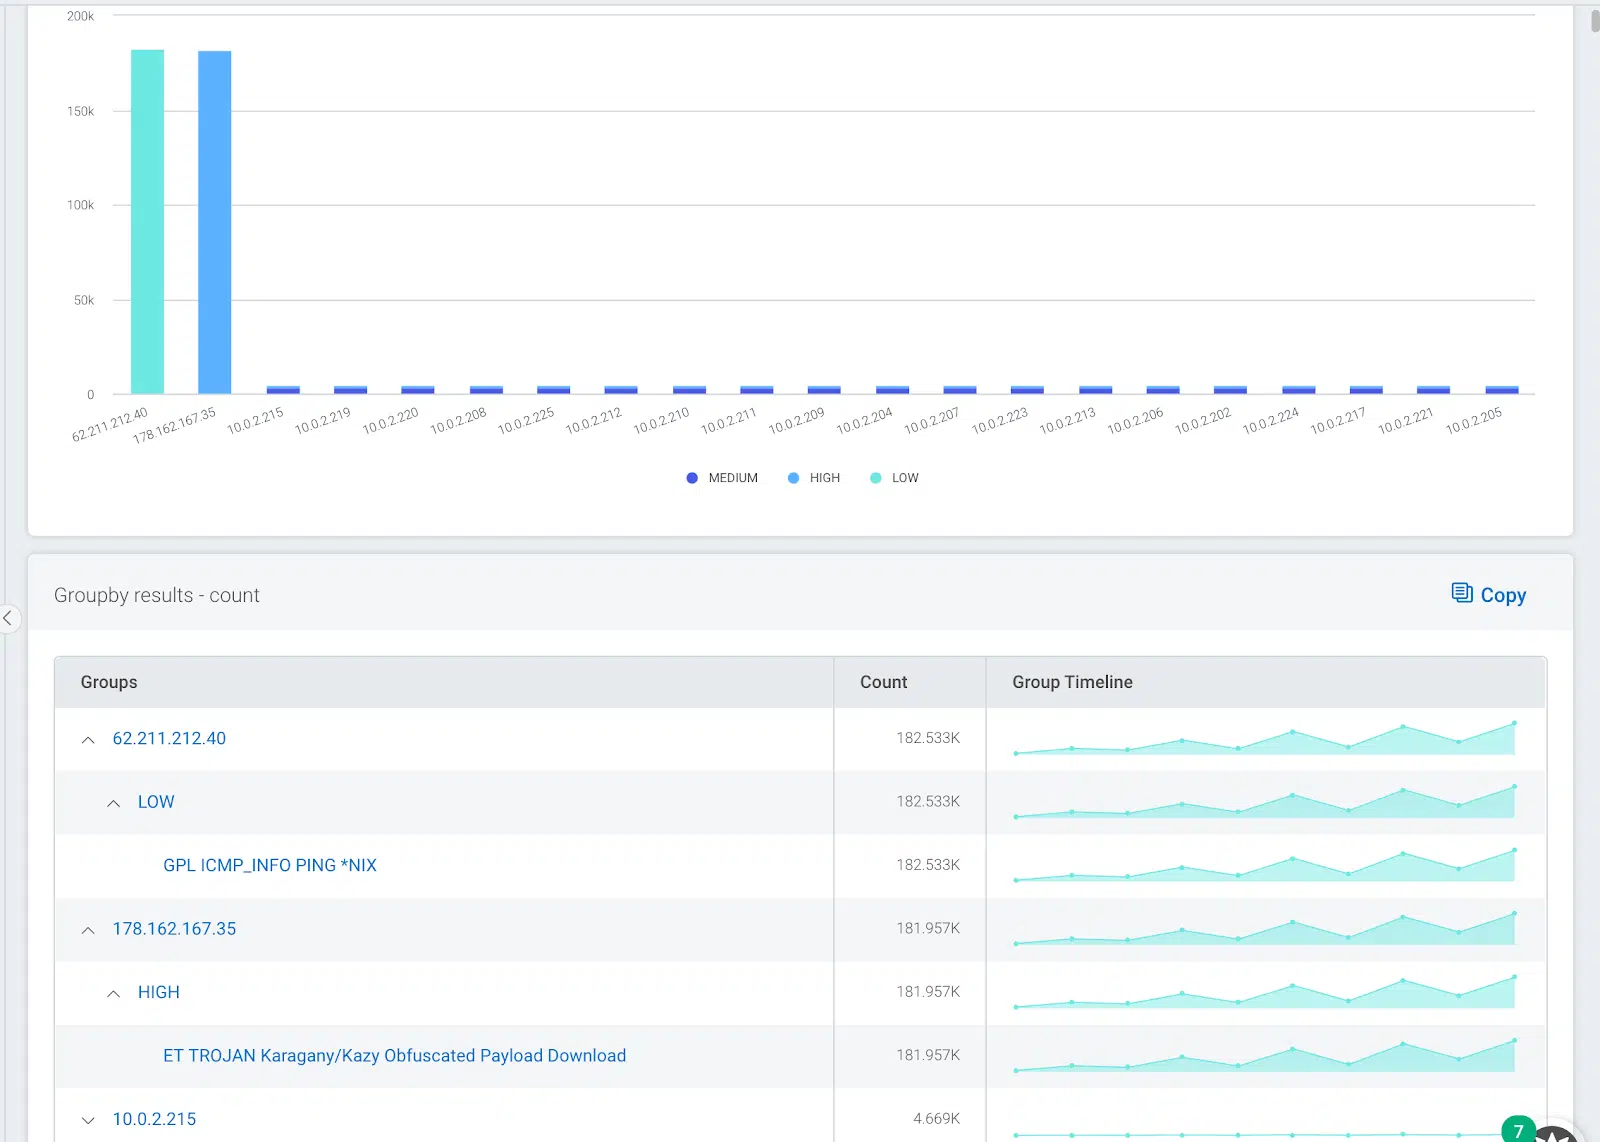 200k
150k
100k
50k
0
62.211.212.40 178.162.167.35 10.0.2.215 10.0.2.219 10.0.2.220 10.0.2.208 10.0.2.225 10.0.2.212 10.0.2.210 10.0.2.211 10.0.2.209 10.0.2.204 10.0.2.207 10.0.2.223 10.0.2.213 10.0.2.206 10.0.2.202 10.0.2.224 10.0.2.217 10.0.2.221 10.0.2.205
MEDIUM HIGH LOW
Groupby results - count Copy
Groups Count Group Timeline
62.211.212.40 182.533K
LOW 182.533K
GPL ICMP_INFO PING *NIX 182.533K
178.162.167.35 181.957K
HIGH 181.957K
ET TROJAN Karagany/Kazy Obfuscated Payload Download 181.957K
10.0.2.215 4.669K
7